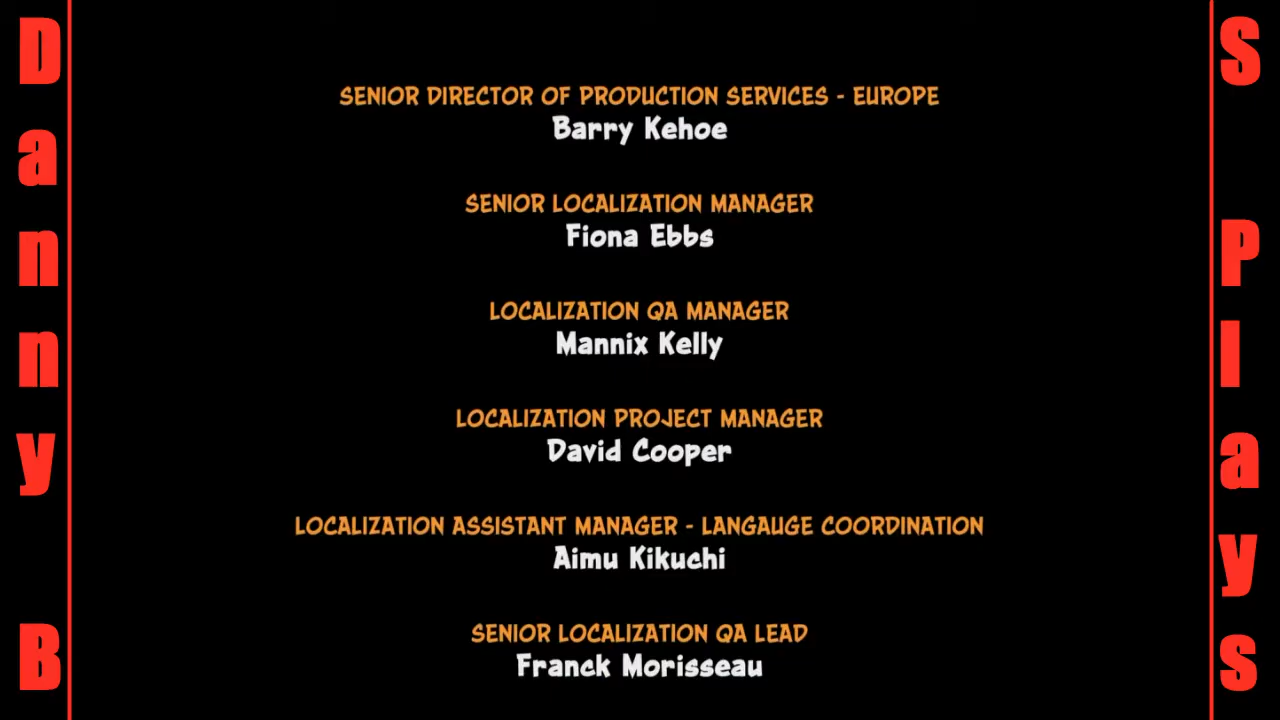 Danny B
SENIOR DIRECTOR OF PRODUCTION SERVICES - EUROPE
Barry Kehoe
SENIOR LOCALIZATION MANAGER
Fiona Ebbs
LOCALIZATION QA MANAGER
Mannix Kelly
LOCALIZATION PROJECT MANAGER
David Cooper
LOCALIZATION ASSISTANT MANAGER - LANGAUGE COORDINATION
Aimu Kikuchi
SENIOR LOCALIZATION QA LEAD
Franck Morisseau
S Plays